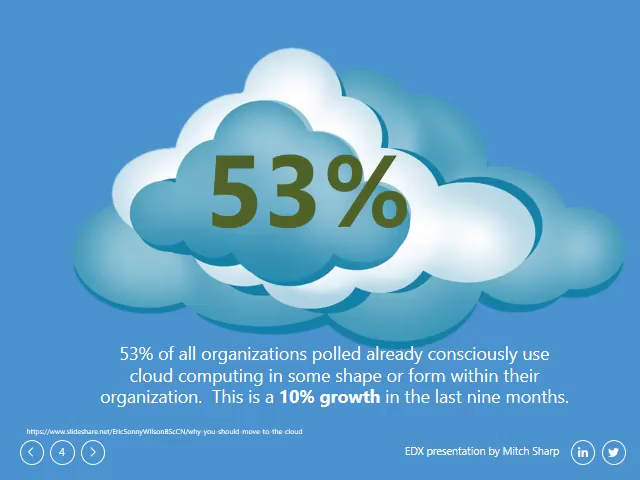 53%
53% of all organizations polled already consciously use
cloud computing in some shape or form within their
organization.  This is a 10% growth in the last nine months.
https://www.slideshare.net/EricSonnyWilsonBScCN/why-you-should-move-to-the-cloud
4
EDX presentation by Mitch Sharp
in